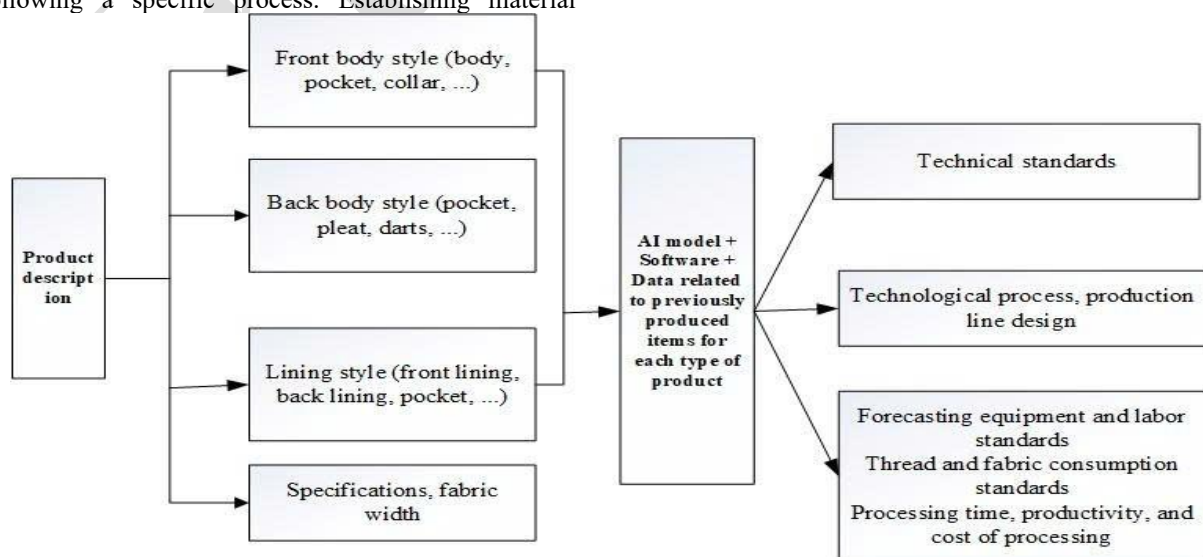 ollowing a specific process. Establishing material
Front body style (body,
pocket, collar, ...)
Back body style (pocket,
pleat, darts, ...)
Product
descript
ion
Lining style (front lining,
back lining, pocket, ...)
Specifications, fabric
width
AI model +
Software +
Data related
to previously
produced
items for
each type of
product
Technical standards
Technological process, production
line design
Forecasting equipment and labor
standards
Thread and fabric consumption
standards
Processing time, productivity, and
cost of processing